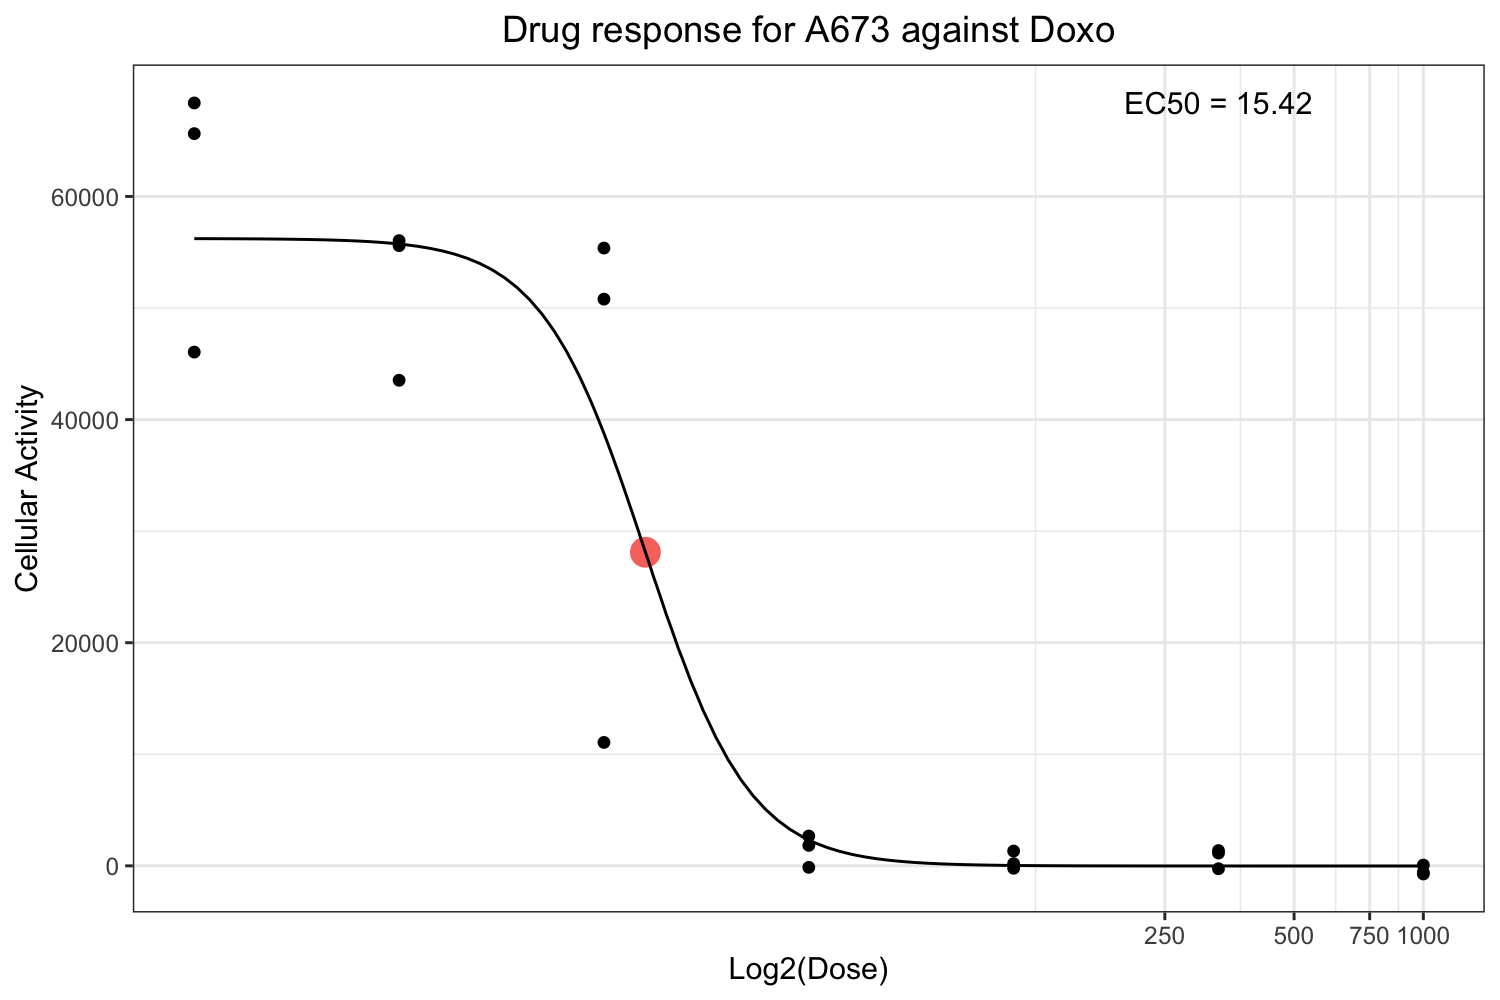 Drug response for A673 against Doxo
EC50 = 15.42
60000
40000
20000
0
Cellular Activity
250 500 750 1000
Log2(Dose)